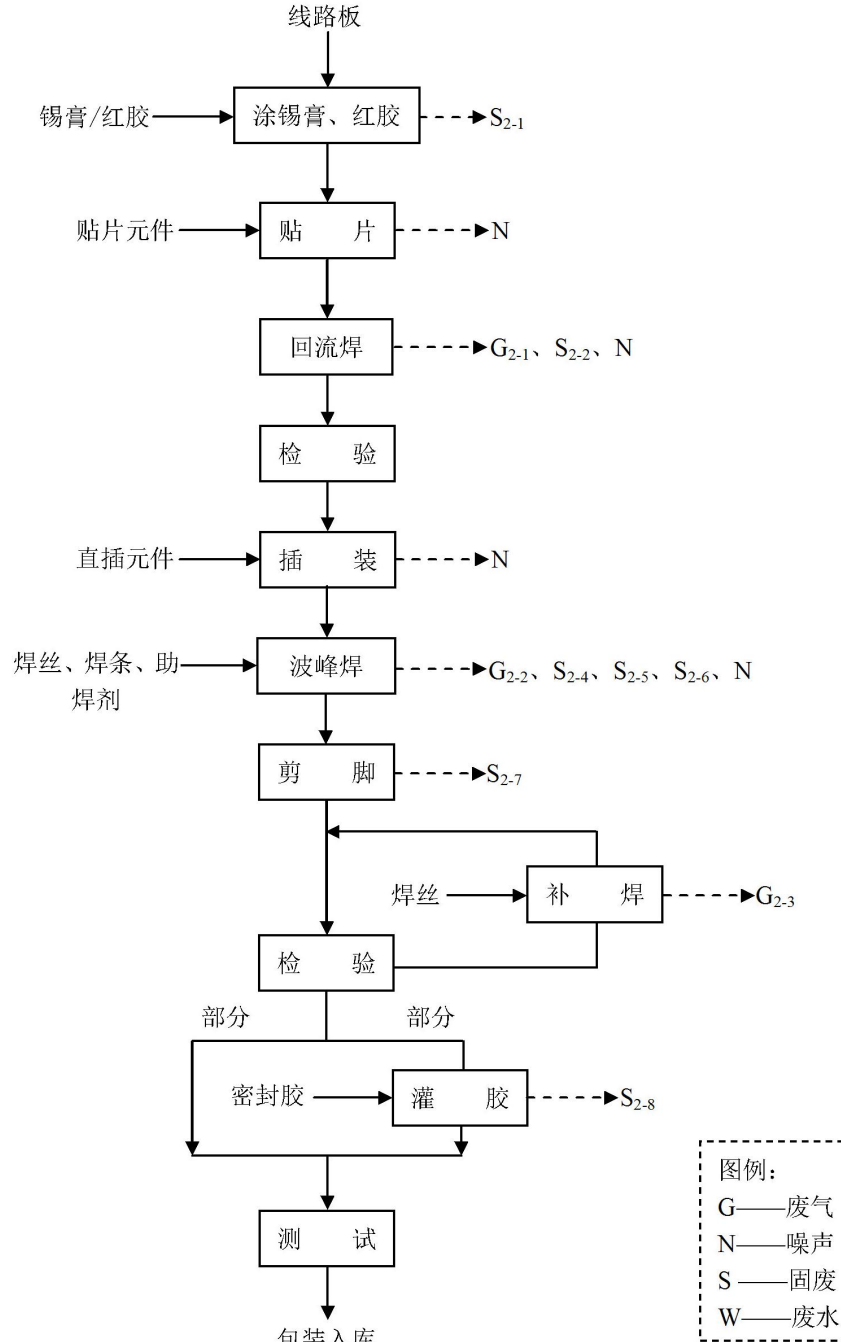 线路板
锡膏/红胶
涂锡膏、红胶
S2-1
贴片元件
贴 片
N
回流焊
G2-1、S2-2、N
检 验
直插元件
插 装
N
焊丝、焊条、助
焊剂
波峰焊
G2-2、S2-4、S2-5、S2-6、N
剪 脚
S2-7
焊丝
补 焊
G2-3
检 验
部分
部分
密封胶
灌 胶
S2-8
测 试
包装入库
图例：
G——废气
N——噪声
S ——固废
W——废水